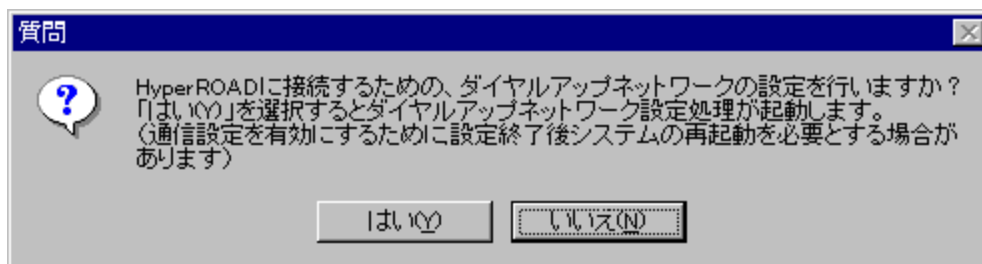 質問
HyperROADに接続するための、ダイヤルアップネットワークの設定を行いますか？
「はい(Y)」を選択するとダイヤルアップネットワーク設定処理が起動します。
（通信設定を有効にするために設定終了後システムの再起動を必要とする場合が
あります）
はい(Y) いいえ(N)